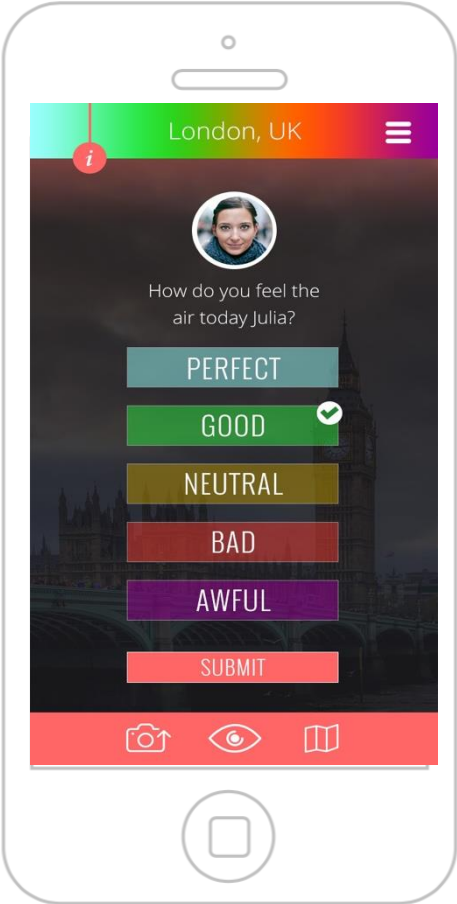 London, UK
i
How do you feel the
air today Julia?
PERFECT
GOOD
NEUTRAL
BAD
AWFUL
SUBMIT